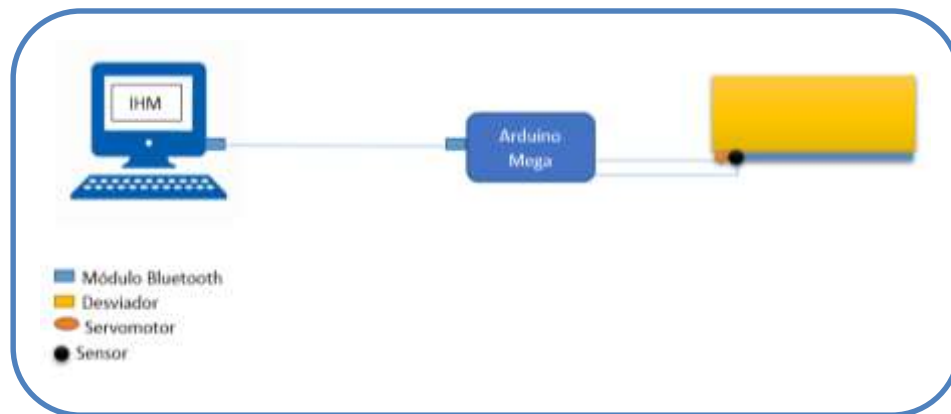 IHM
Arduino
Mega
Módulo Bluetooth
Desviador
Servomotor
Sensor